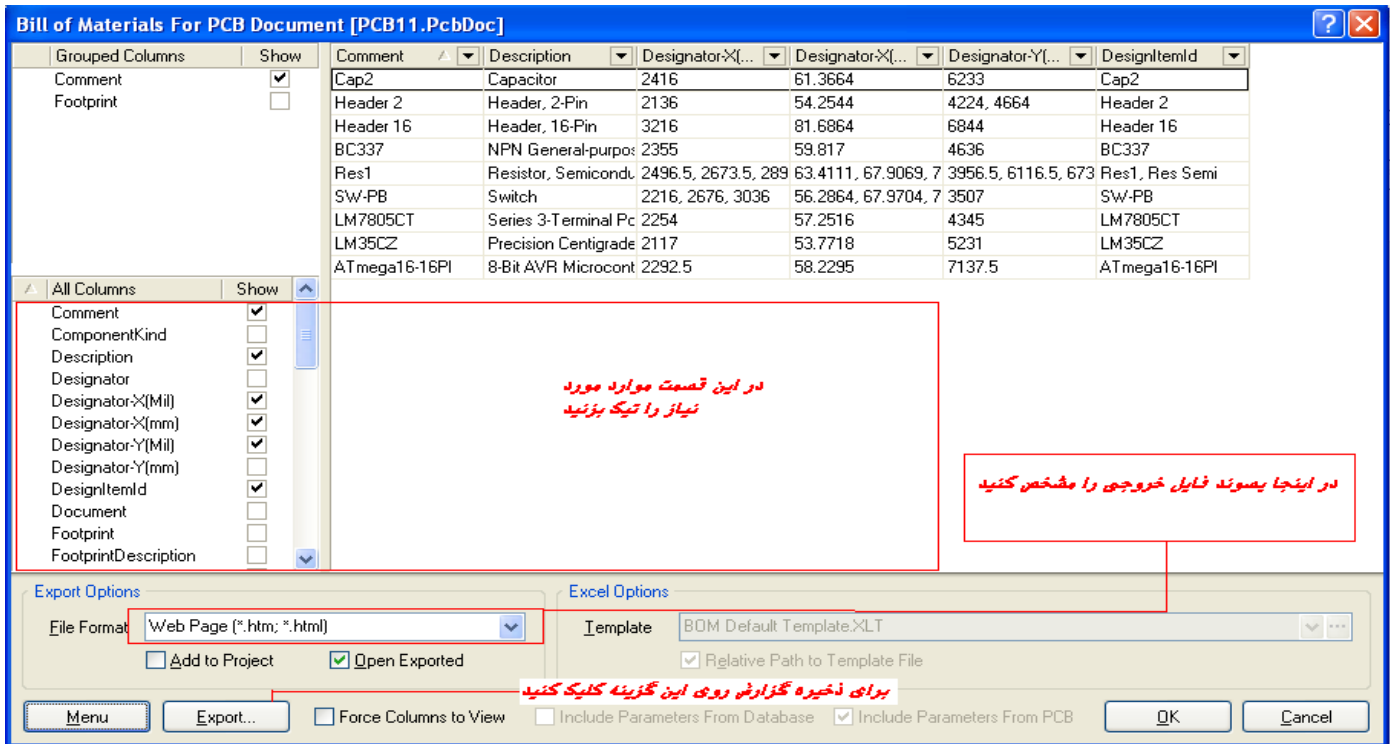 Bill of Materials For PCB Document [PCB11.PcbDoc]
Grouped Columns Show
Comment
Footprint
Comment Description Designator-X(... Designator-X(... Designator-Y(... DesignItemId
Cap2 Capacitor 2416 61.3664 6233 Cap2
Header 2 Header, 2-Pin 2136 54.2544 4224, 4664 Header 2
Header 16 Header, 16-Pin 3216 81.6864 6844 Header 16
BC337 NPN General-purpos 2355 59.817 4636 BC337
Res1 Resistor, Semicondu 2496.5, 2673.5, 289 63.4111, 67.9069, 7 3956.5, 6116.5, 673 Res1, Res Semi
SW-PB Switch 2216, 2676, 3036 56.2864, 67.9704, 7 3507 SW-PB
LM7805CT Series 3-Terminal Pc 2254 57.2516 4345 LM7805CT
LM35CZ Precision Centigrade 2117 53.7718 5231 LM35CZ
ATmega16-16PI 8-Bit AVR Microcont 2292.5 58.2295 7137.5 ATmega16-16PI
All Columns Show
Comment
ComponentKind
Description
Designator
Designator-X(Mil)
Designator-X(mm)
Designator-Y(Mil)
Designator-Y(mm)
DesignItemId
Document
Footprint
FootprintDescription
در این قسمت موارد مورد
نیاز را تیک بزنید
در اینجا پسوند فایل خروجی را مشخص کنید
Export Options
File Format Web Page (*.htm; *.html)
Add to Project Open Exported
Excel Options
Template BOM Default Template.XLT
Relative Path to Template File
برای ذخیره گزارش روی این گزینه کلیک کنید
Menu Export... Force Columns to View Include Parameters From Database Include Parameters From PCB OK Cancel